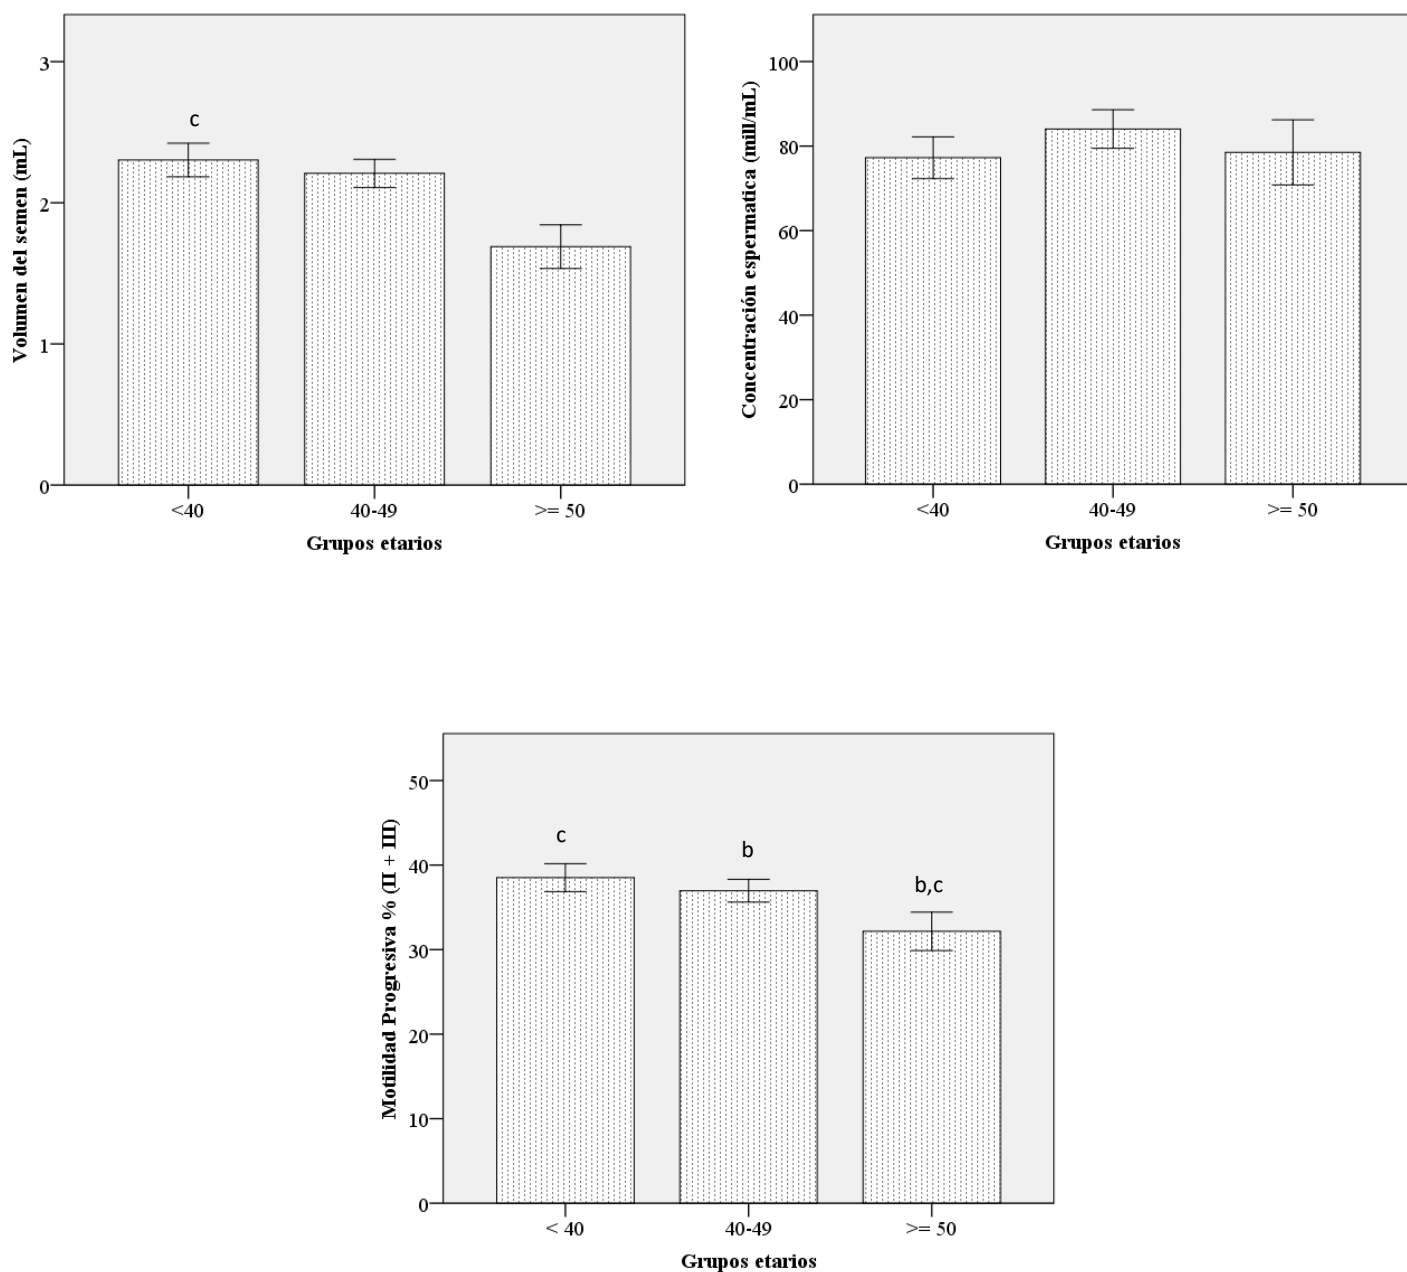 Volumen del semen (mL)
3
2
1
0
c
<40
40-49
>= 50
Grupos etarios
Concentración espermatica (mill/mL)
100
80
60
40
20
0
<40
40-49
>= 50
Grupos etarios
Motilidad Progresiva % (II + III)
50
40
30
20
10
0
c
b
b,c
< 40
40-49
>= 50
Grupos etarios